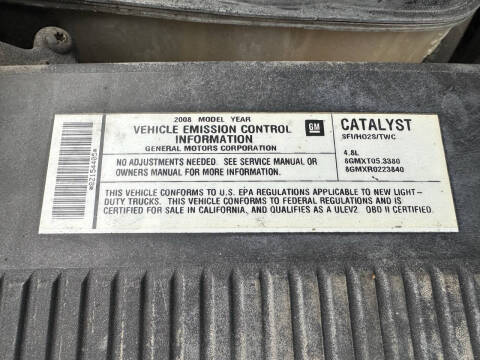 2008 MODEL YEAR
VEHICLE EMISSION CONTROL
INFORMATION
GENERAL MOTORS CORPORATION
GM
CATALYST
SFI/HO2S/TWC
NO ADJUSTMENTS NEEDED. SEE SERVICE MANUAL OR
OWNERS MANUAL FOR MORE INFORMATION.
4.8L
8GMXT05.3380
8GMXR0223840
THIS VEHICLE CONFORMS TO U.S. EPA REGULATIONS APPLICABLE TO NEW LIGHT-
DUTY TRUCKS. THIS VEHICLE CONFORMS TO FEDERAL REGULATIONS AND IS
CERTIFIED FOR SALE IN CALIFORNIA, AND QUALIFIES AS A ULEV2. OBD II CERTIFIED.